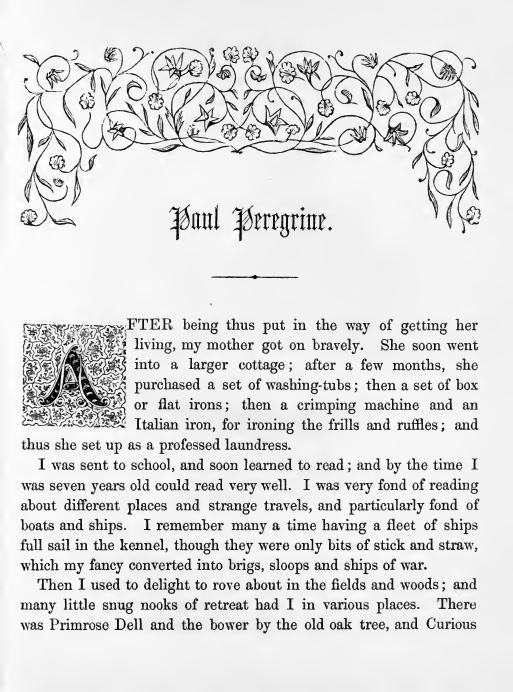 Paul Peregrine.
AFTER being thus put in the way of getting her
living, my mother got on bravely. She soon went
into a larger cottage; after a few months, she
purchased a set of washing-tubs; then a set of box
or flat irons; then a crimping machine and an
Italian iron, for ironing the frills and ruffles; and
thus she set up as a professed laundress.
I was sent to school, and soon learned to read; and by the time I
was seven years old could read very well. I was very fond of reading
about different places and strange travels, and particularly fond of
boats and ships. I remember many a time having a fleet of ships
full sail in the kennel, though they were only bits of stick and straw,
which my fancy converted into brigs, sloops and ships of war.
Then I used to delight to rove about in the fields and woods; and
many little snug nooks of retreat had I in various places. There
was Primrose Dell and the bower by the old oak tree, and Curious